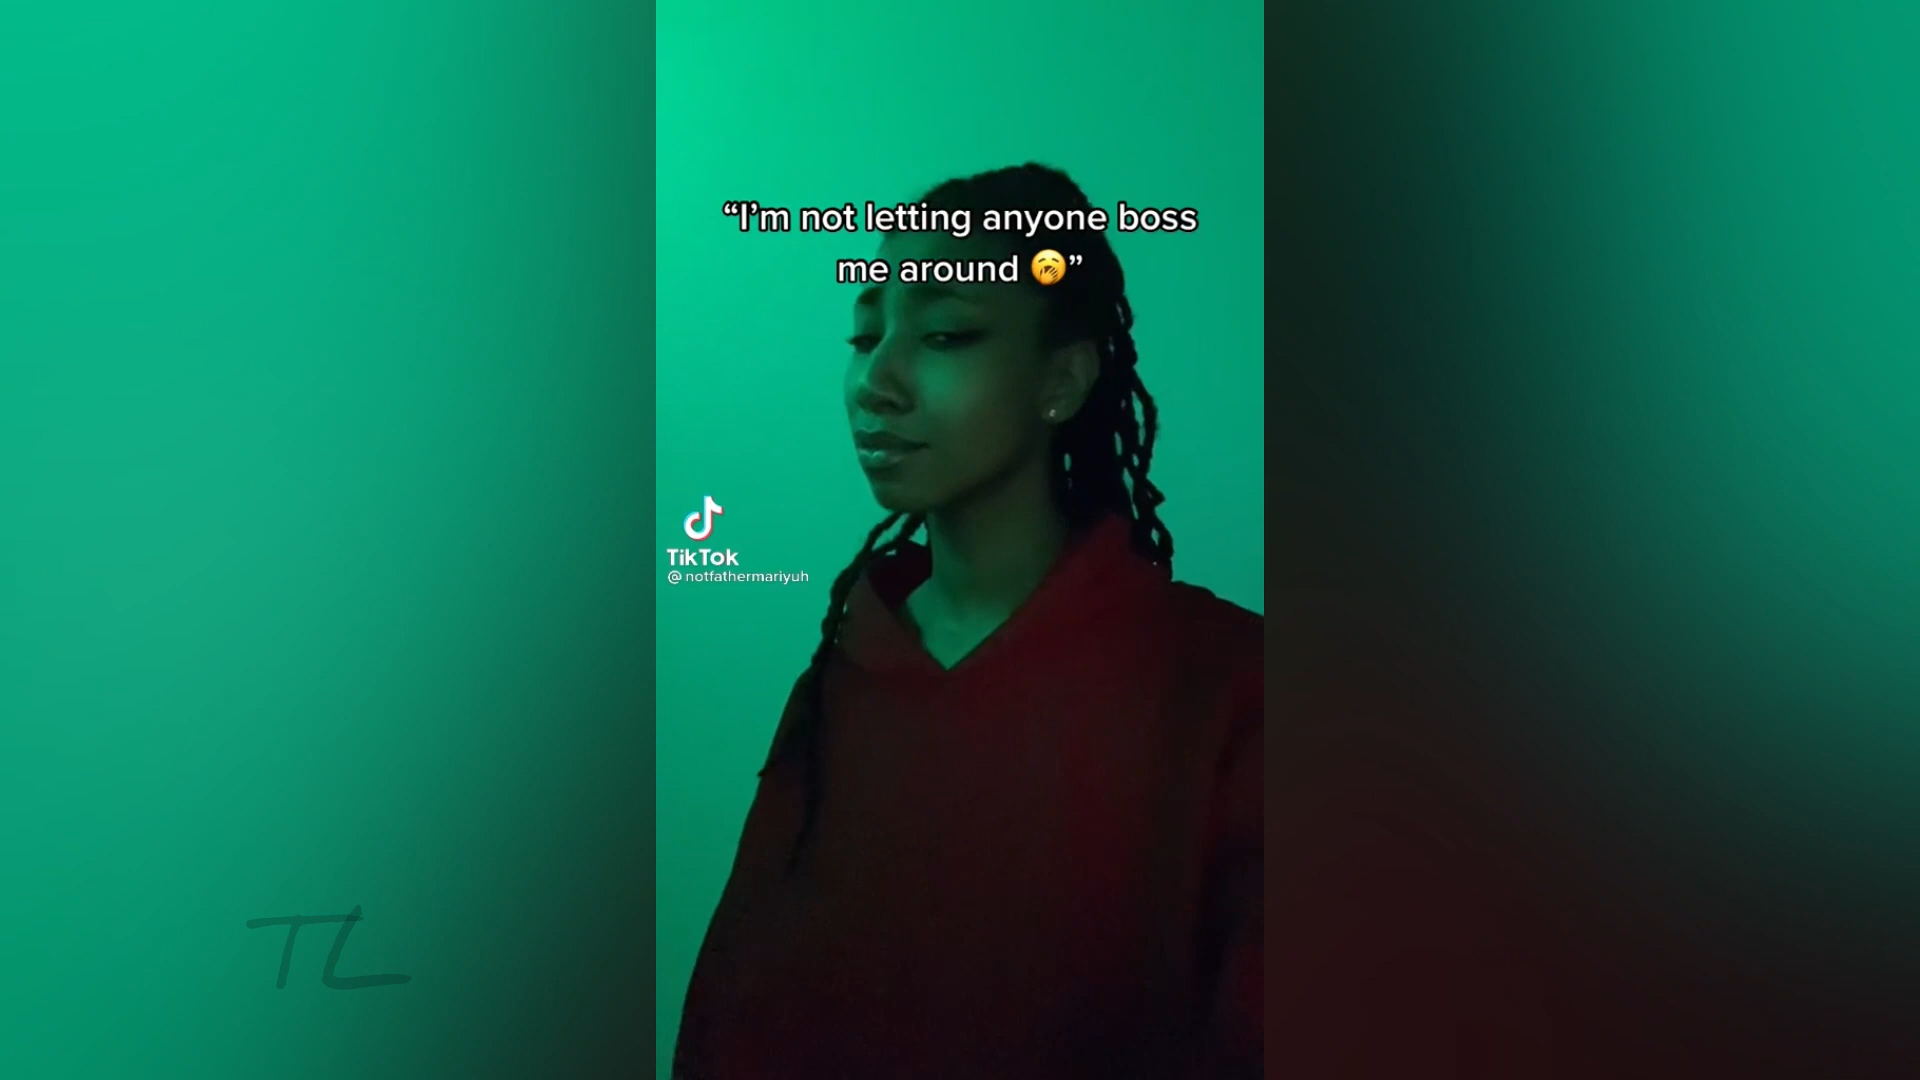 “I’m not letting anyone boss
me around 🥱”
TikTok
@notfathermariyuh
TL